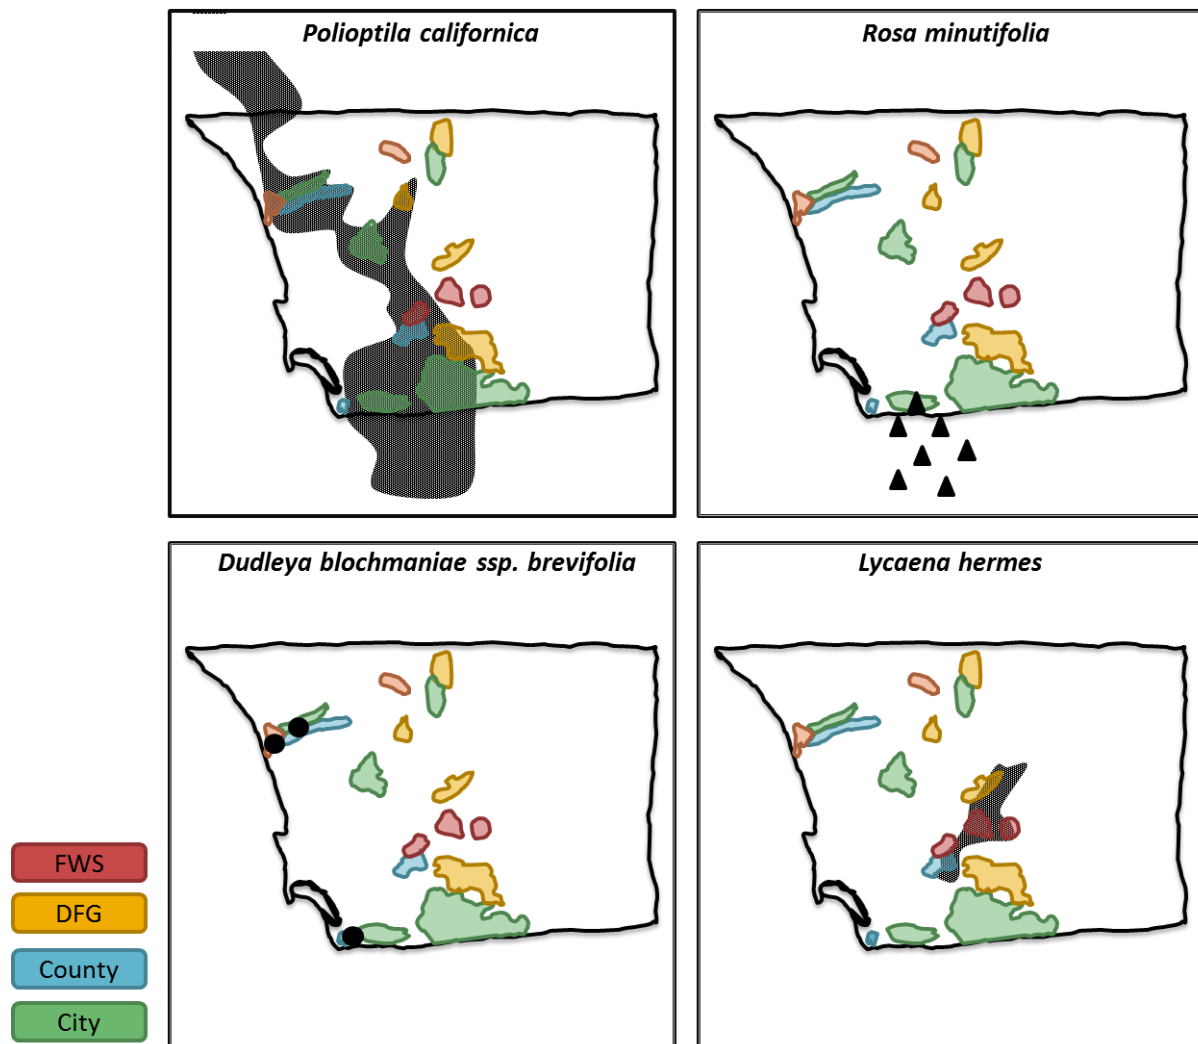 Polioptila californica
Rosa minutifolia
Dudleya blochmaniae ssp. brevifolia
Lycaena hermes
FWS
DFG
County
City